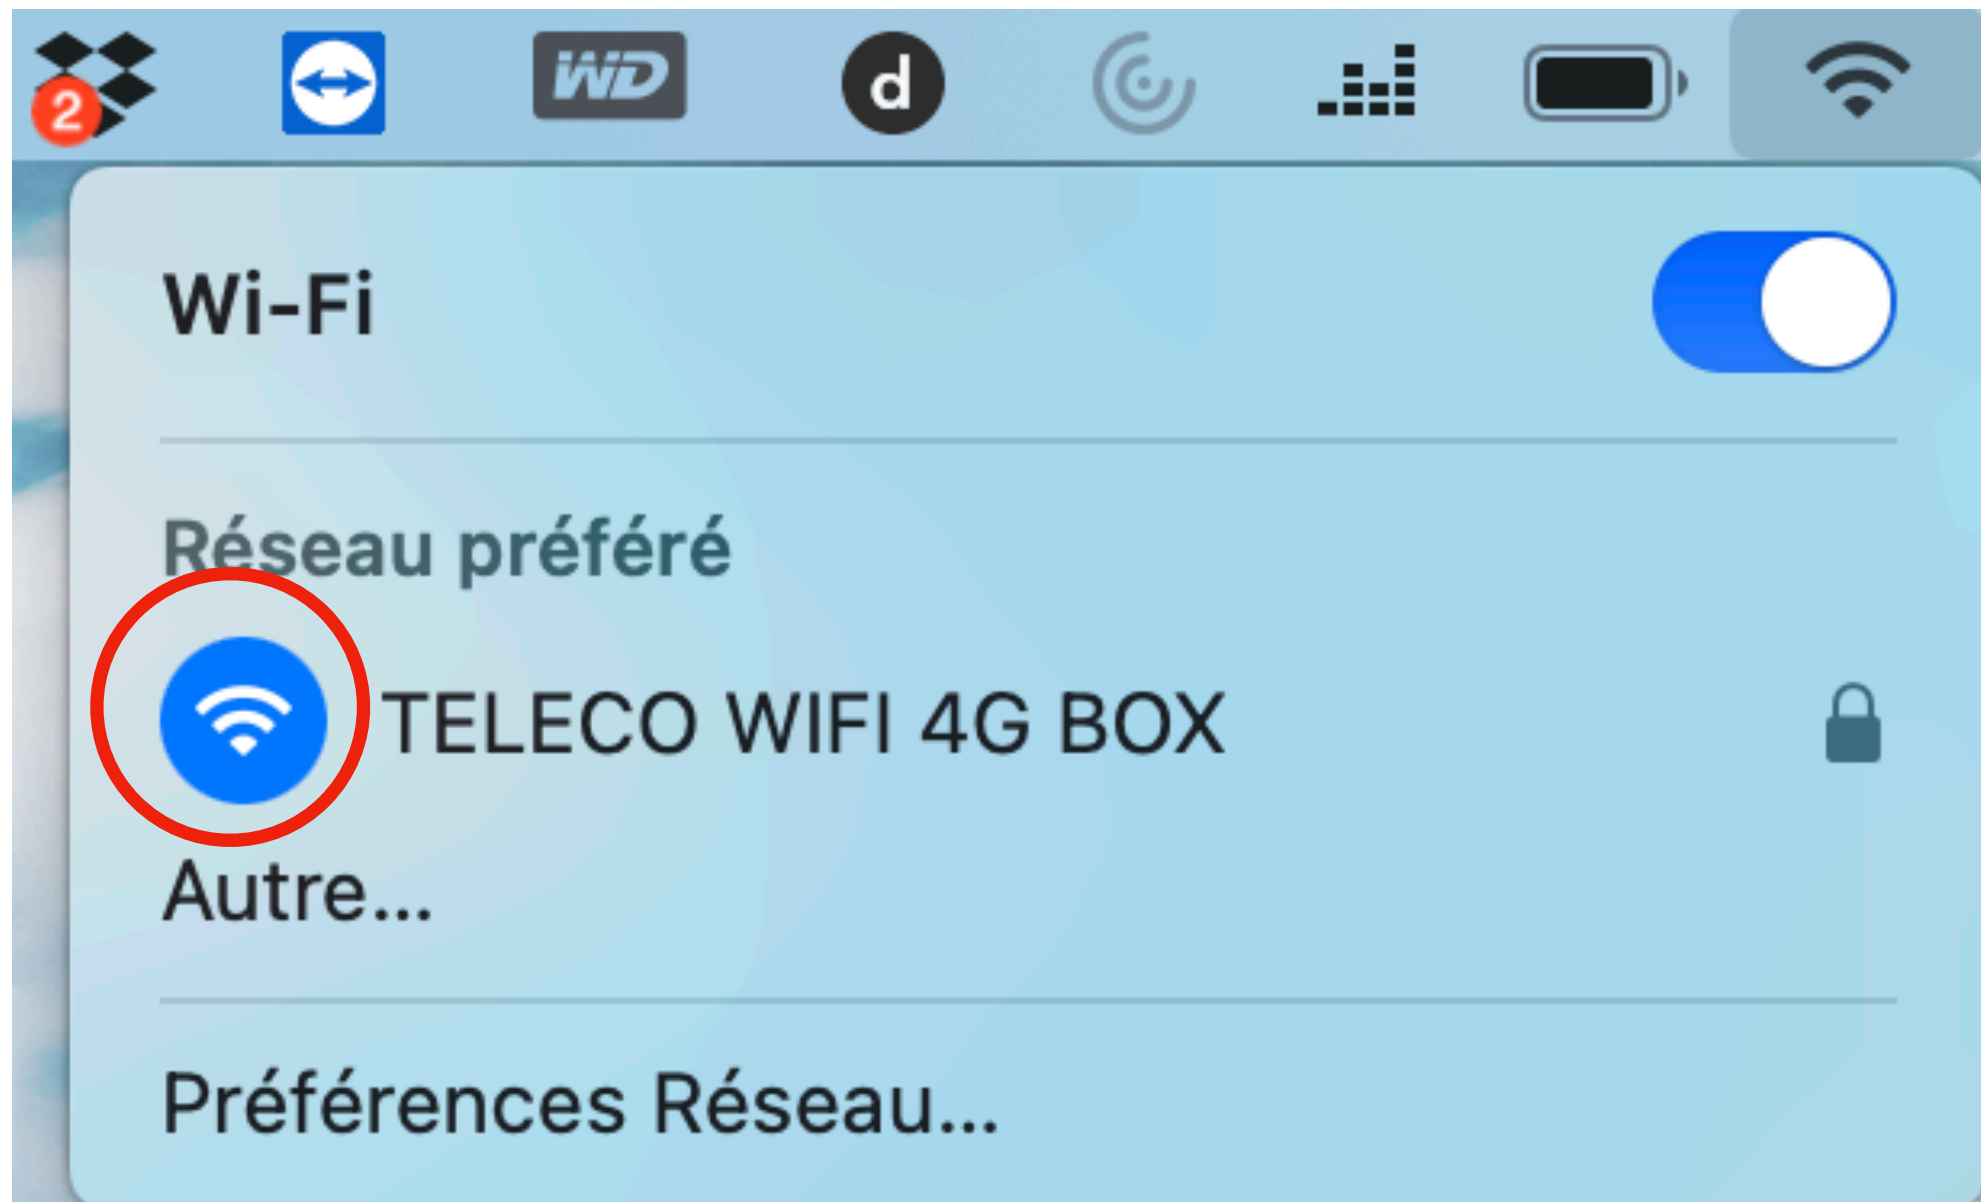 2
WD
d
Wi-Fi
Réseau préféré
TELECO WIFI 4G BOX
Autre...
Préférences Réseau...